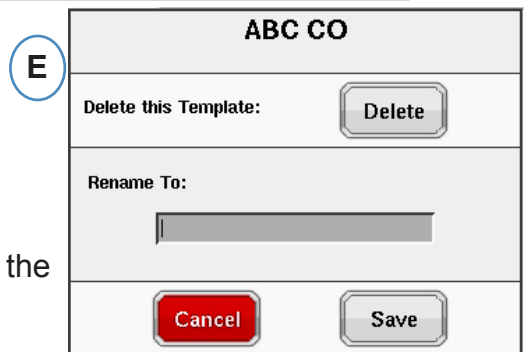 ABC CO
E
Delete this Template:
Delete
Rename To:
the
Cancel
Save